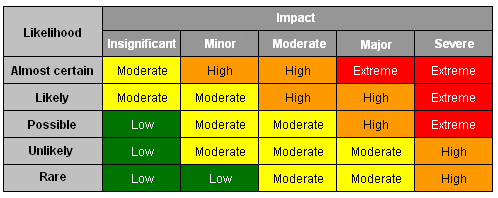 Likelihood
Impact
Insignificant Minor Moderate Major Severe
Almost certain Moderate High High Extreme Extreme
Likely Moderate Moderate High High Extreme
Possible Low Moderate Moderate High Extreme
Unlikely Low Moderate Moderate Moderate High
Rare Low Low Moderate Moderate High